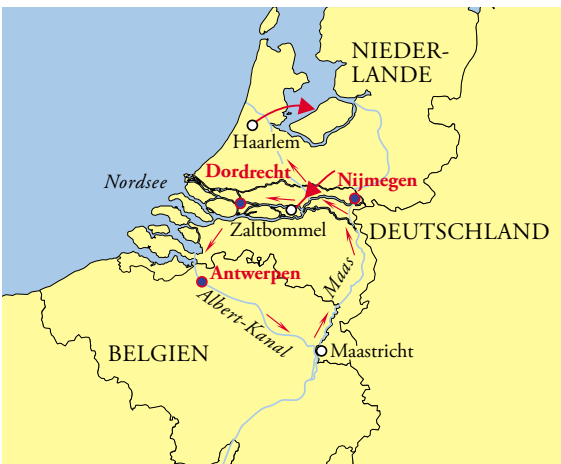 NIEDER-
LANDE
Haarlem
Dordrecht
Nijmegen
Nordsee
Zaltbommel
DEUTSCHLAND
Antwerpen
Maas
Albert-Kanal
BELGIEN
Maastricht